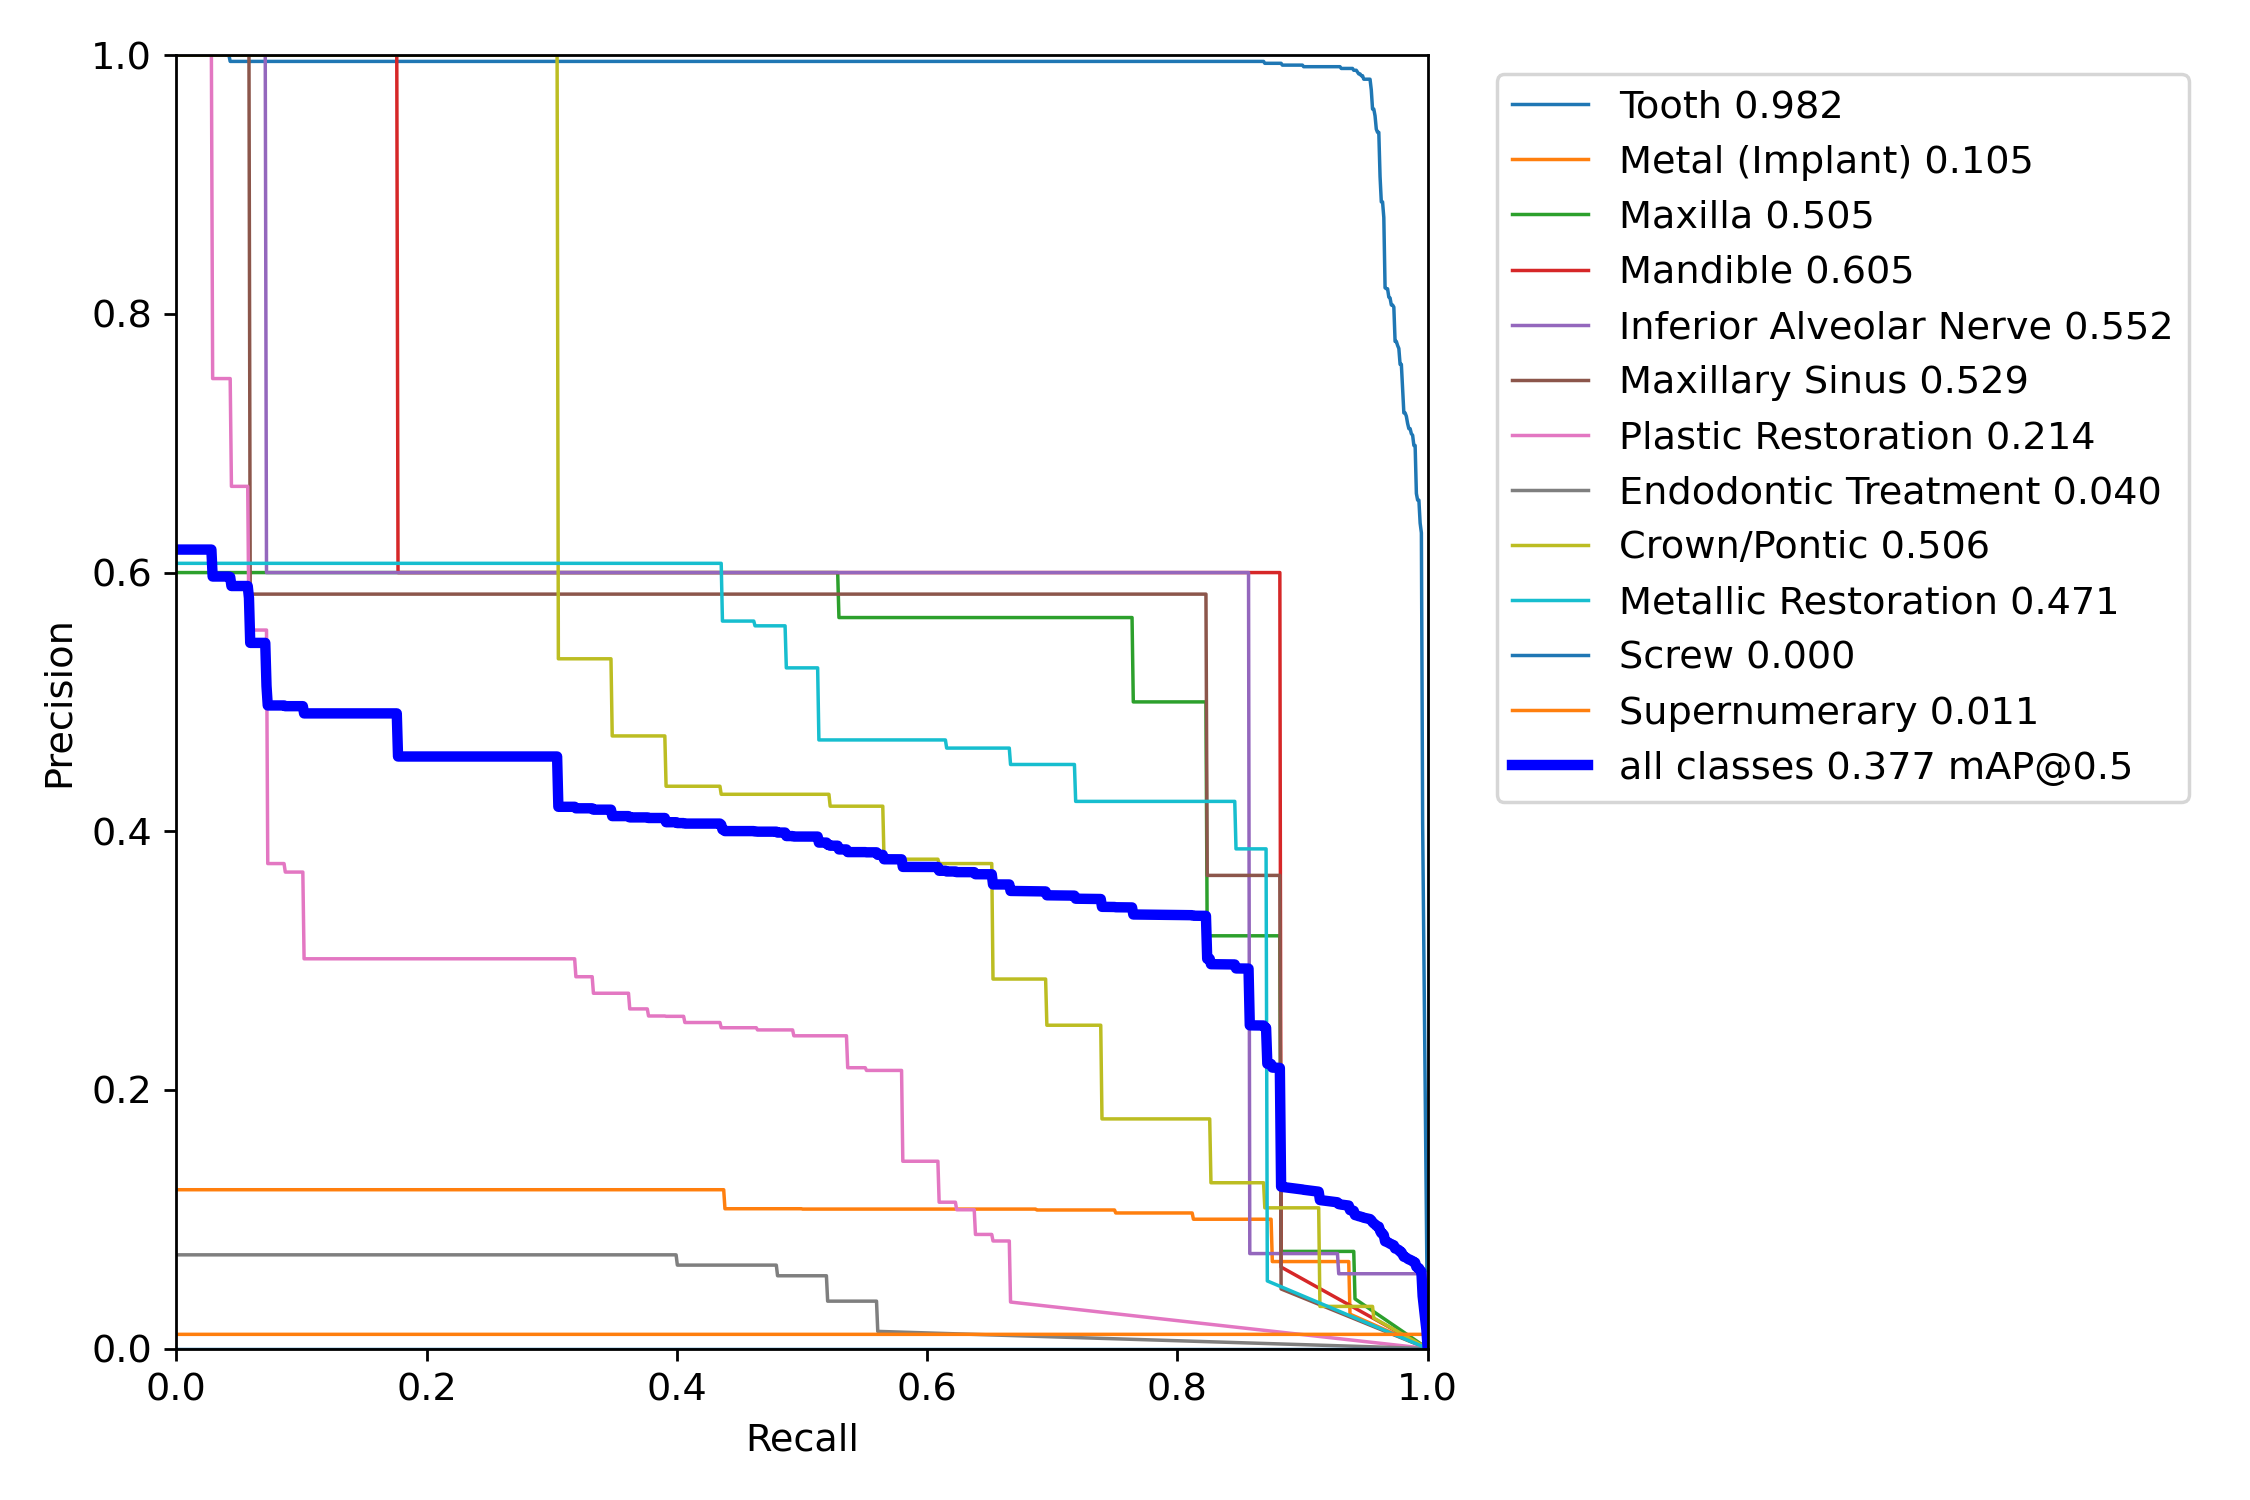 1.0
0.8
0.6
0.4
0.2
0.0
Precision
0.0 0.2 0.4 0.6 0.8 1.0
Recall
Tooth 0.982
Metal (Implant) 0.105
Maxilla 0.505
Mandible 0.605
Inferior Alveolar Nerve 0.552
Maxillary Sinus 0.529
Plastic Restoration 0.214
Endodontic Treatment 0.040
Crown/Pontic 0.506
Metallic Restoration 0.471
Screw 0.000
Supernumerary 0.011
all classes 0.377 mAP@0.5